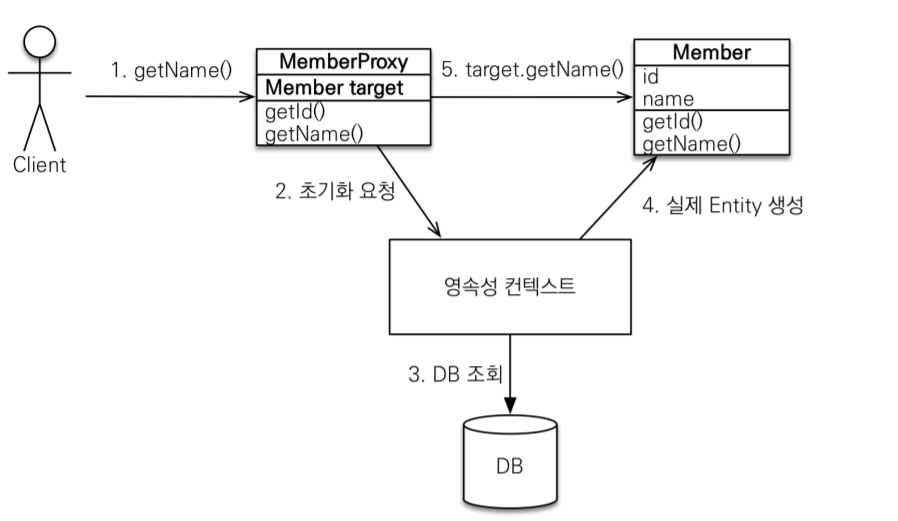 1. getName()
MemberProxy
Member target
getId()
getName()
5. target.getName()
Member
id
name
getId()
getName()
Client
2. 초기화 요청
4. 실제 Entity 생성
영속성 컨텍스트
3. DB 조회
DB